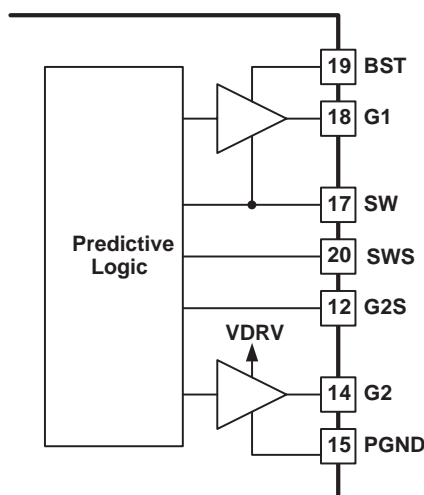 19 BST
18 G1
17 SW
Predictive
Logic
20 SWS
12 G2S
VDRV
14 G2
15 PGND